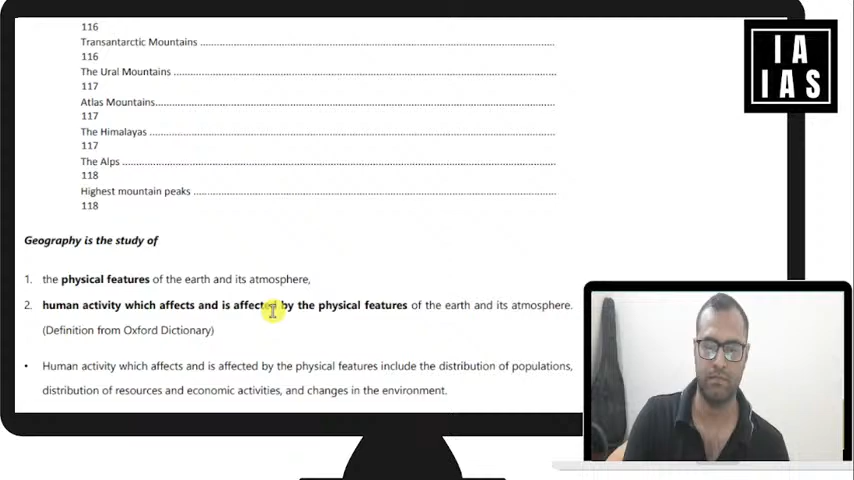 116
Transantarctic Mountains ....................................................................................................................
116
The Ural Mountains ..............................................................................................................................
117
Atlas Mountains.....................................................................................................................................
117
The Himalayas .......................................................................................................................................
117
The Alps .................................................................................................................................................
118
Highest mountain peaks ........................................................................................................................
118
IA
IAS
Geography is the study of
1. the physical features of the earth and its atmosphere,
2. human activity which affects and is affected by the physical features of the earth and its atmosphere.
(Definition from Oxford Dictionary)
• Human activity which affects and is affected by the physical features include the distribution of populations,
distribution of resources and economic activities, and changes in the environment.